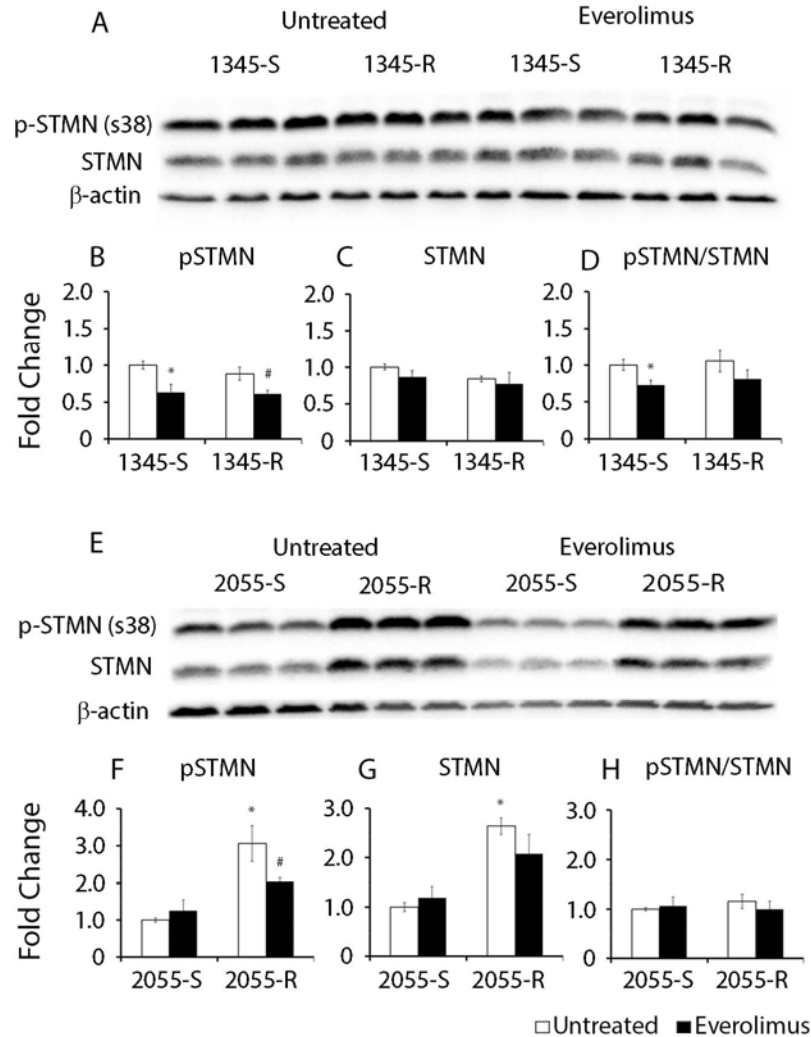 A
Untreated Everolimus
1345-S 1345-R 1345-S 1345-R
p-STMN (s38)
STMN
β-actin
B pSTMN C STMN D pSTMN/STMN
Fold Change
2.0 2.0 2.0
1.5 1.5 1.5
1.0 1.0 1.0
0.5 0.5 0.5
0 0 0
* # *
1345-S 1345-R 1345-S 1345-R 1345-S 1345-R
E
Untreated Everolimus
2055-S 2055-R 2055-S 2055-R
p-STMN (s38)
STMN
β-actin
F pSTMN G STMN H pSTMN/STMN
Fold Change
4.0 3.0 3.0
3.0 2.0 2.0
2.0 1.0 1.0
1.0
0 0 0
* # *
2055-S 2055-R 2055-S 2055-R 2055-S 2055-R
Untreated Everolimus